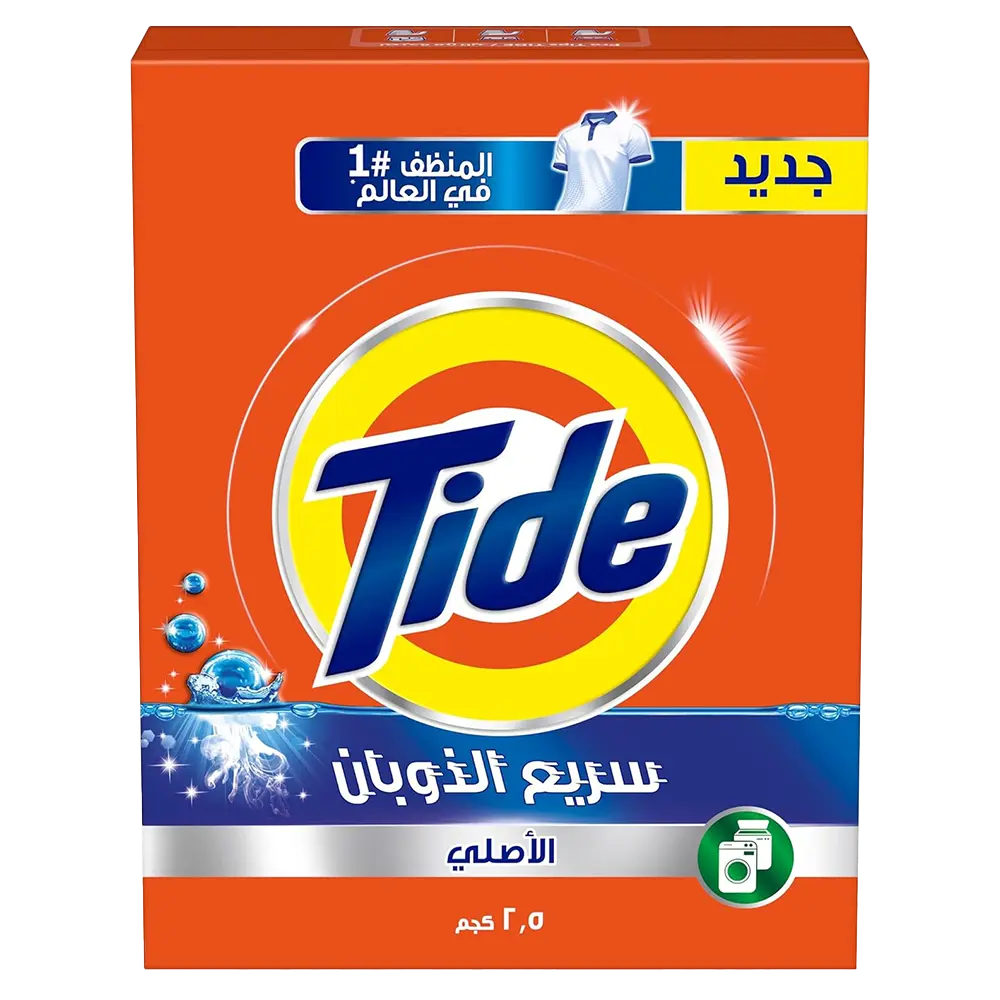 جديد
المنظف #1
في العالم
Tide
سريع الذوبان
الأصلي
٢,٥ كجم